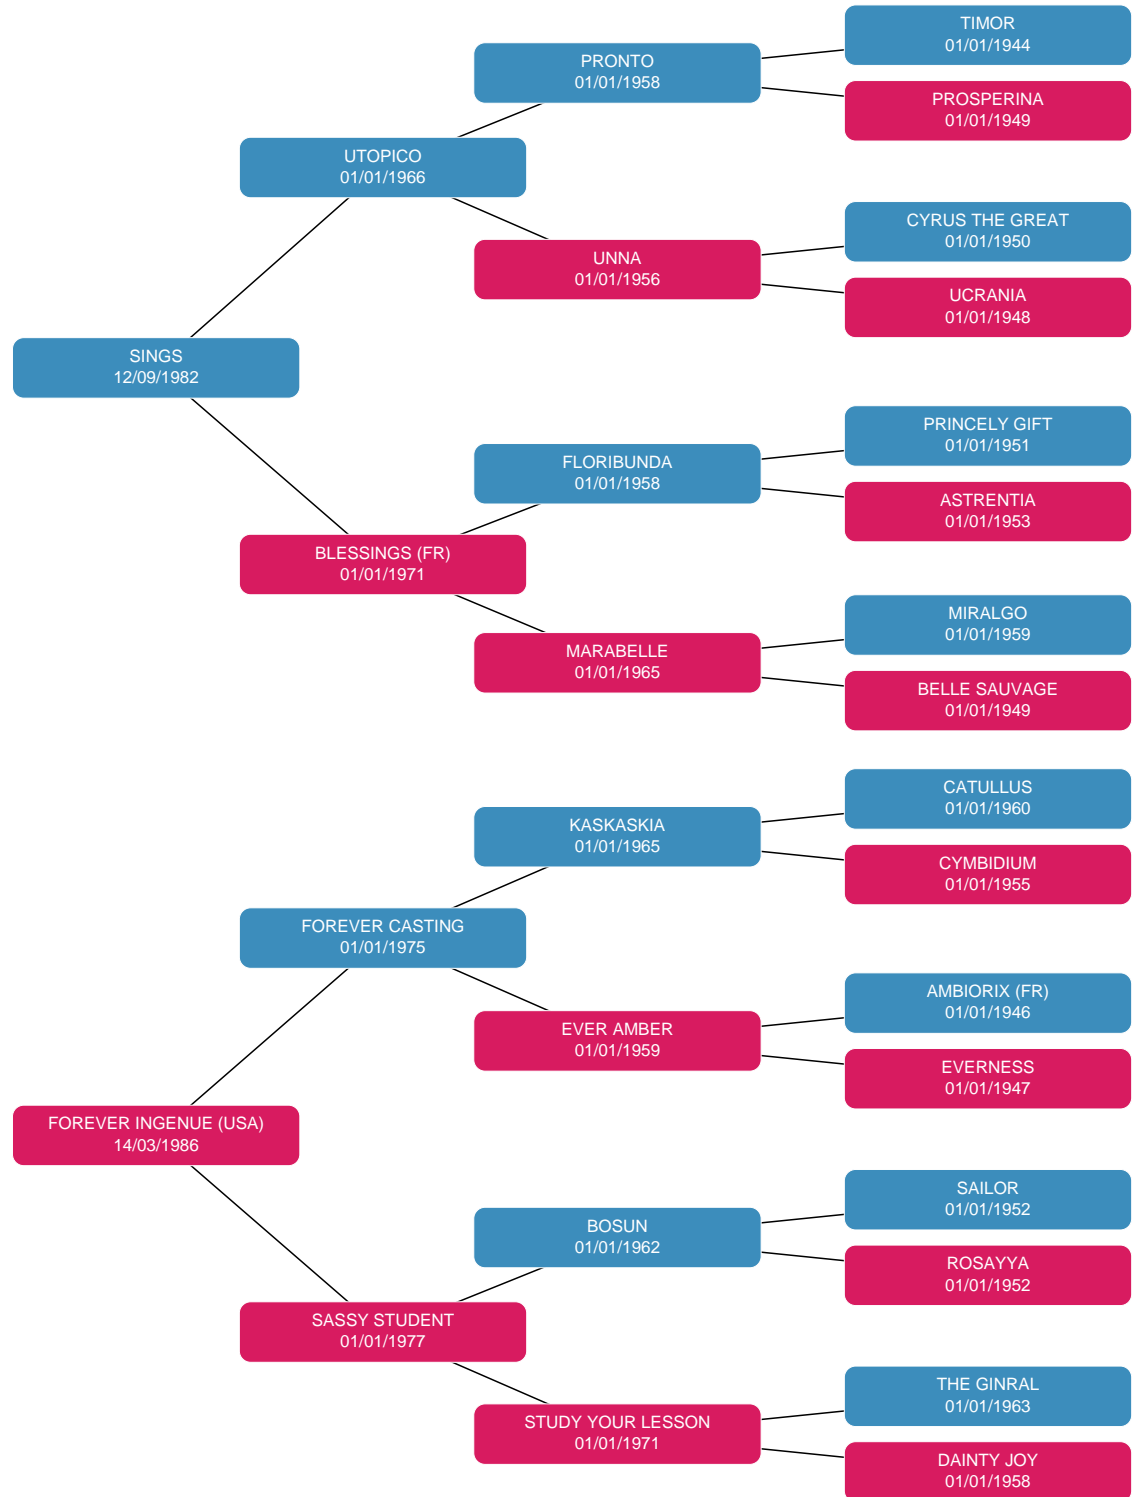 TIMOR
01/01/1944
PRONTO
01/01/1958
PROSPERINA
01/01/1949
UTOPICO
01/01/1966
CYRUS THE GREAT
01/01/1950
UNNA
01/01/1956
UCRANIA
01/01/1948
SINGS
12/09/1982
PRINCELY GIFT
01/01/1951
FLORIBUNDA
01/01/1958
ASTRENTIA
01/01/1953
BLESSINGS (FR)
01/01/1971
MIRALGO
01/01/1959
MARABELLE
01/01/1965
BELLE SAUVAGE
01/01/1949
CATULLUS
01/01/1960
KASKASKIA
01/01/1965
CYMBIDIUM
01/01/1955
FOREVER CASTING
01/01/1975
AMBIORIX (FR)
01/01/1946
EVER AMBER
01/01/1959
EVERNESS
01/01/1947
FOREVER INGENUE (USA)
14/03/1986
SAILOR
01/01/1952
BOSUN
01/01/1962
ROSAYYA
01/01/1952
SASSY STUDENT
01/01/1977
THE GINRAL
01/01/1963
STUDY YOUR LESSON
01/01/1971
DAINTY JOY
01/01/1958